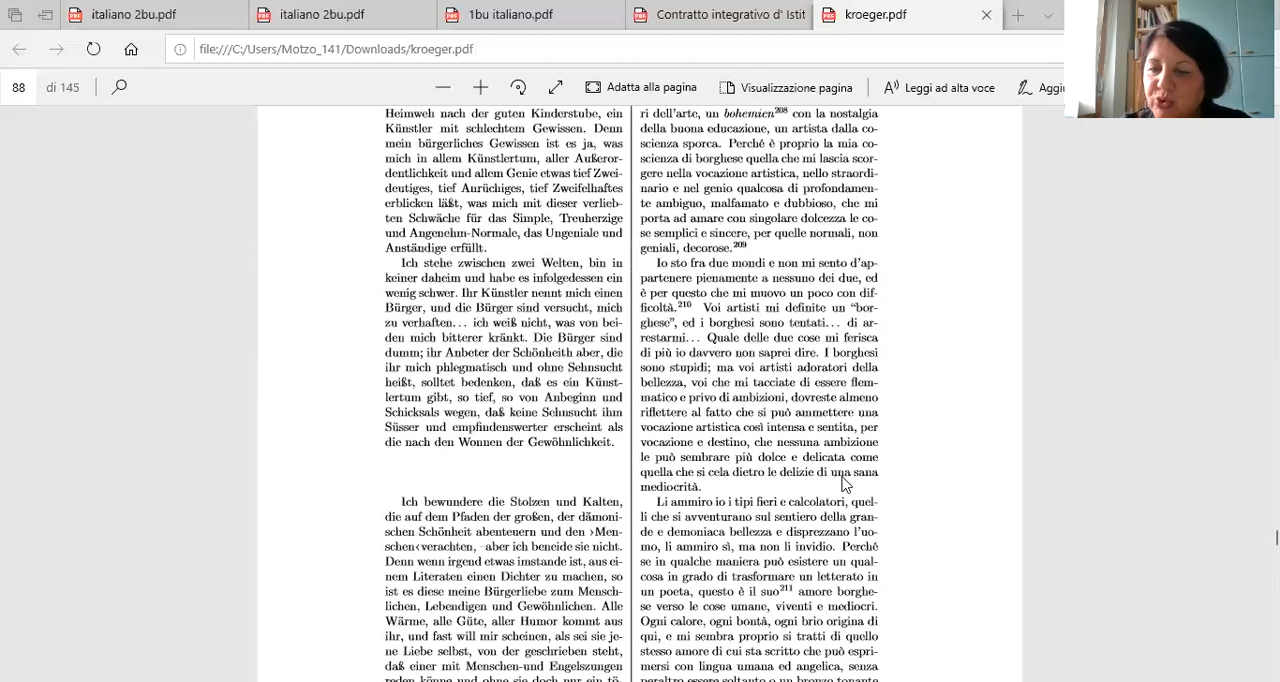 italiano 2bu.pdf
italiano 2bu.pdf
1bu italiano.pdf
Contratto integrativo d' Istit
kroeger.pdf
file:///C:/Users/Motzo_141/Downloads/kroeger.pdf
88 di 145
Adatta alla pagina
Visualizzazione pagina
Leggi ad alta voce
Aggiu
Heimweh nach der guten Kinderstube, ein
Künstler mit schlechtem Gewissen. Denn
mein bürgerliches Gewissen ist es ja, was
mich in allem Künstlertum, aller Außeror-
dentlichkeit und allem Genie etwas tief Zwei-
deutiges, tief Anrüchiges, tief Zweifelhaftes
erblicken läßt, was mich mit dieser verlieb-
ten Schwäche für das Simple, Treuherzige
und Angenehm-Normale, das Ungeniale und
Anständige erfüllt.
Ich stehe zwischen zwei Welten, bin in
keiner daheim und habe es infolgedessen ein
wenig schwer. Ihr Künstler nennt mich einen
Bürger, und die Bürger sind versucht, mich
zu verhaften... ich weiß nicht, was von bei-
den mich bitterer kränkt. Die Bürger sind
dumm; ihr Anbeter der Schönheith aber, die
ihr mich phlegmatisch und ohne Sehnsucht
heißt, solltet bedenken, daß es ein Künst-
lertum gibt, so tief, so von Anbeginn und
Schicksals wegen, daß keine Sehnsucht ihm
Süsser und empfindenswerter erscheint als
die nach den Wonnen der Gewöhnlichkeit.
Ich bewundere die Stolzen und Kalten,
die auf dem Pfaden der großen, der dämoni-
schen Schönheit abenteuern und den ›Men-
schen‹verachten, –aber ich beneide sie nicht.
Denn wenn irgend etwas imstande ist, aus ei-
nem Literaten einen Dichter zu machen, so
ist es diese meine Bürgerliebe zum Mensch-
lichen, Lebendigen und Gewöhnlichen. Alle
Wärme, alle Güte, aller Humor kommt aus
ihr, und fast will mir scheinen, als sei sie je-
ne Liebe selbst, von der geschrieben steht,
daß einer mit Menschen-und Engelszungen
reden könne und ohne sie doch nur ein tö-
ri dell'arte, un bohemien208 con la nostalgia
della buona educazione, un artista dalla co-
scienza sporca. Perché è proprio la mia co-
scienza di borghese quella che mi lascia scor-
gere nella vocazione artistica, nello straordi-
nario e nel genio qualcosa di profondamen-
te ambiguo, malfamato e dubbioso, che mi
porta ad amare con singolare dolcezza le co-
se semplici e sincere, per quelle normali, non
geniali, decorose.209
Io sto fra due mondi e non mi sento d'ap-
partenere pienamente a nessuno dei due, ed
è per questo che mi muovo un poco con dif-
ficoltà.210 Voi artisti mi definite un "bor-
ghese", ed i borghesi sono tentati... di ar-
restarmi... Quale delle due cose mi ferisca
di più io davvero non saprei dire. I borghesi
sono stupidi; ma voi artisti adoratori della
bellezza, voi che mi tacciate di essere flem-
matico e privo di ambizioni, dovreste almeno
riflettere al fatto che si può ammettere una
vocazione artistica così intensa e sentita, per
vocazione e destino, che nessuna ambizione
le può sembrare più dolce e delicata come
quella che si cela dietro le delizie di una sana
mediocrità.
Li ammiro io i tipi fieri e calcolatori, quel-
li che si avventurano sul sentiero della gran-
de e demoniaca bellezza e disprezzano l'uo-
mo, li ammiro sì, ma non li invidio. Perché
se in qualche maniera può esistere un qual-
cosa in grado di trasformare un letterato in
un poeta, questo è il suo211 amore borghe-
se verso le cose umane, viventi e mediocri.
Ogni calore, ogni bontà, ogni brio origina di
qui, e mi sembra proprio si tratti di quello
stesso amore di cui sta scritto che può espri-
mersi con lingua umana ed angelica, senza
peraltro essere soltanto o un bronzo tonante